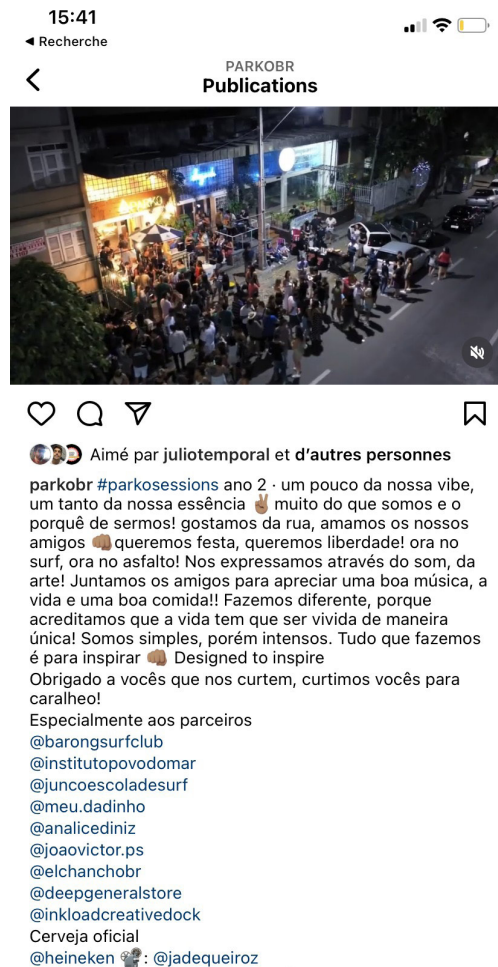 15:41
◀ Recherche
PARKOBR
Publications
Aimé par juliotemporal et d’autres personnes
parkobr #parkosessions ano 2 · um pouco da nossa vibe,
um tanto da nossa essência ✌🏽 muito do que somos e o
porquê de sermos! gostamos da rua, amamos os nossos
amigos 👊🏽 queremos festa, queremos liberdade! ora no
surf, ora no asfalto! Nos expressamos através do som, da
arte! Juntamos os amigos para apreciar uma boa música, a
vida e uma boa comida!! Fazemos diferente, porque
acreditamos que a vida tem que ser vivida de maneira
única! Somos simples, porém intensos. Tudo que fazemos
é para inspirar 👊🏽 Designed to inspire
Obrigado a vocês que nos curtem, curtimos vocês para
caralheo!
Especialmente aos parceiros
@barongsurfclub
@institutopovodomar
@juncoescoladesurf
@meu.dadinho
@analicediniz
@joaovictor.ps
@elchanchobr
@deepgeneralstore
@inkloadcreativedock
Cerveja oficial
@heineken 📽️: @jadequeiroz